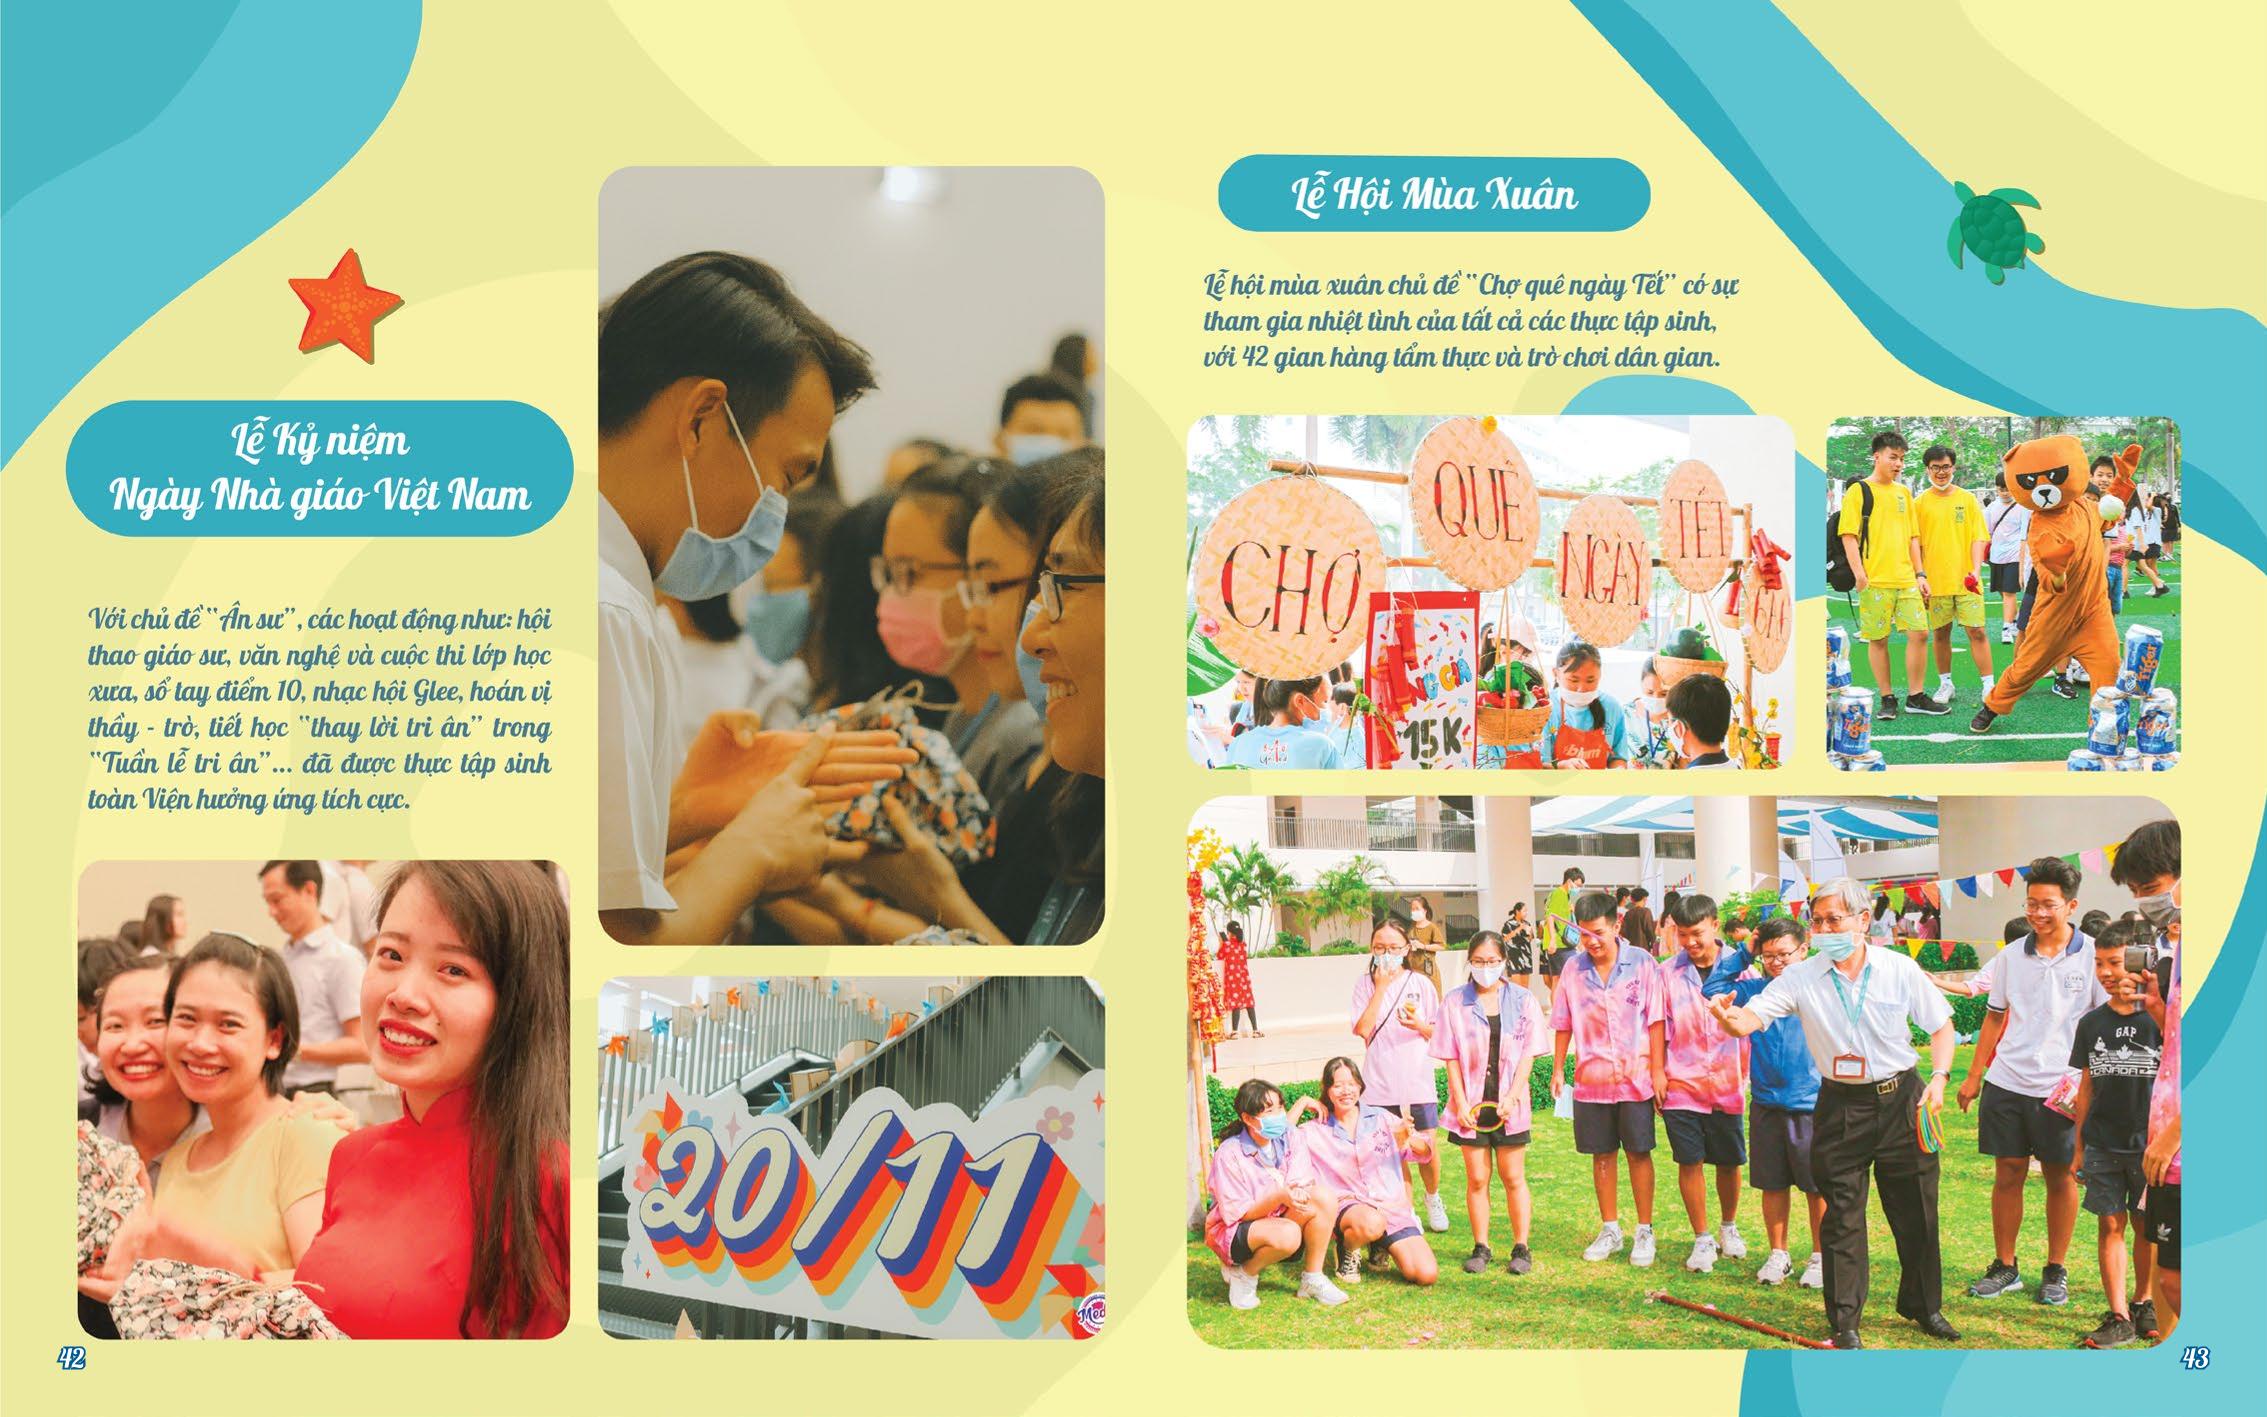 Lễ Kỷ niệm
Ngày Nhà giáo Việt Nam
Với chủ đề “Ân sư”, các hoạt động như: hội
thao giáo sư, văn nghệ và cuộc thi lớp học
xưa, sổ tay điểm 10, nhạc hội Glee, hoán vị
thầy - trò, tiết học “thay lời tri ân” trong
“Tuần lễ tri ân”... đã được thực tập sinh
toàn Viện hưởng ứng tích cực.
20/11
42
Lễ Hội Mùa Xuân
Lễ hội mùa xuân chủ đề “Chợ quê ngày Tết” có sự
tham gia nhiệt tình của tất cả các thực tập sinh,
với 42 gian hàng tẩm thực và trò chơi dân gian.
CHỢ
QUÊ
NGÀY
TẾT
15K
Tiger
GAP
CANADA
43